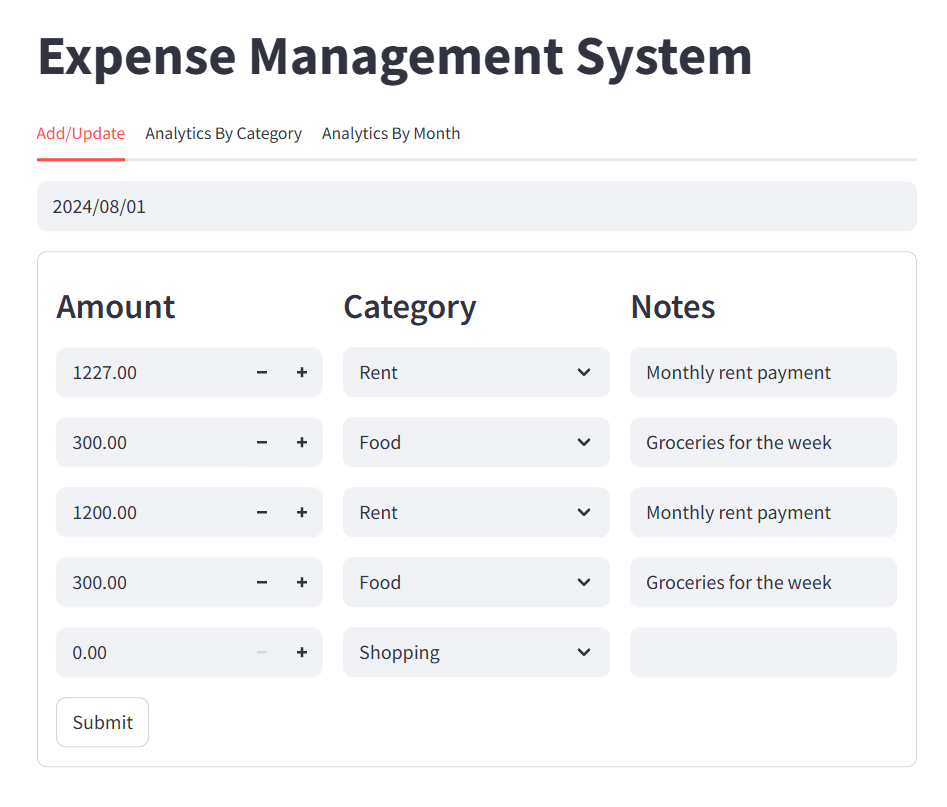 Expense Management System
Add/Update Analytics By Category Analytics By Month
2024/08/01
Amount Category Notes
1227.00 Rent Monthly rent payment
300.00 Food Groceries for the week
1200.00 Rent Monthly rent payment
300.00 Food Groceries for the week
0.00 Shopping
Submit